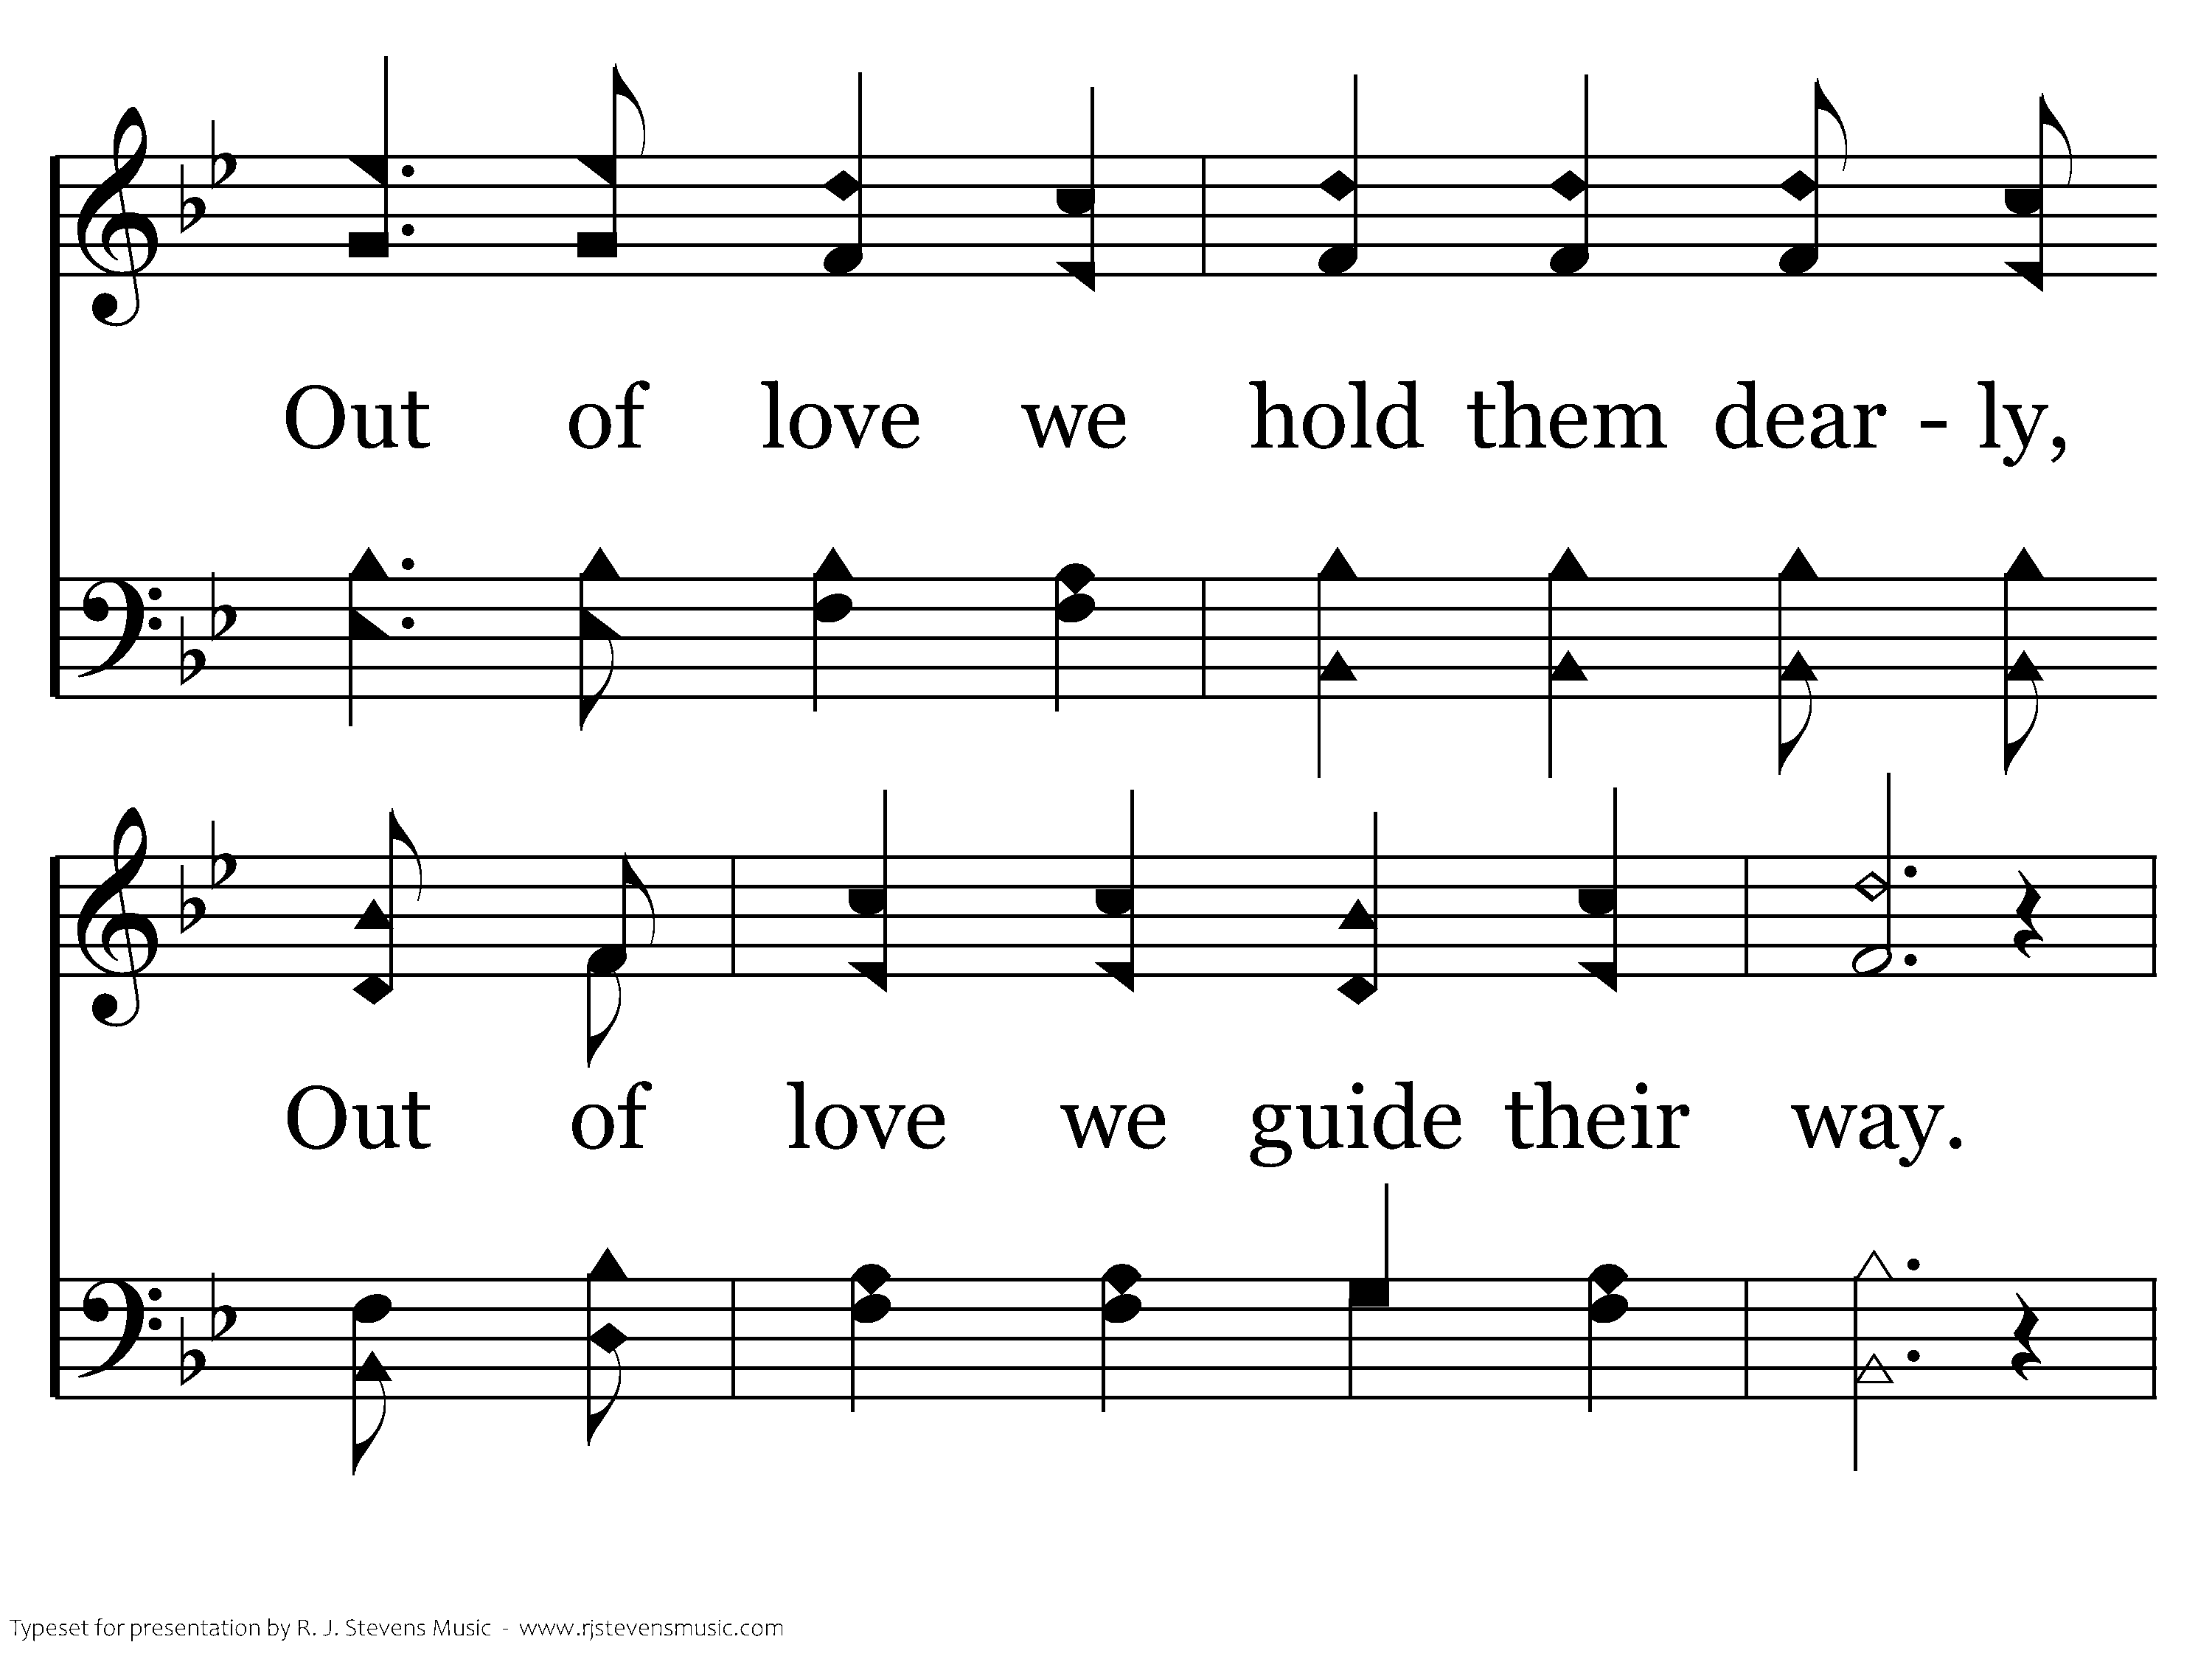 Out of love we hold them dear - ly,
Out of love we guide their way.
Typeset for presentation by R. J. Stevens Music - www.rjstevensmusic.com